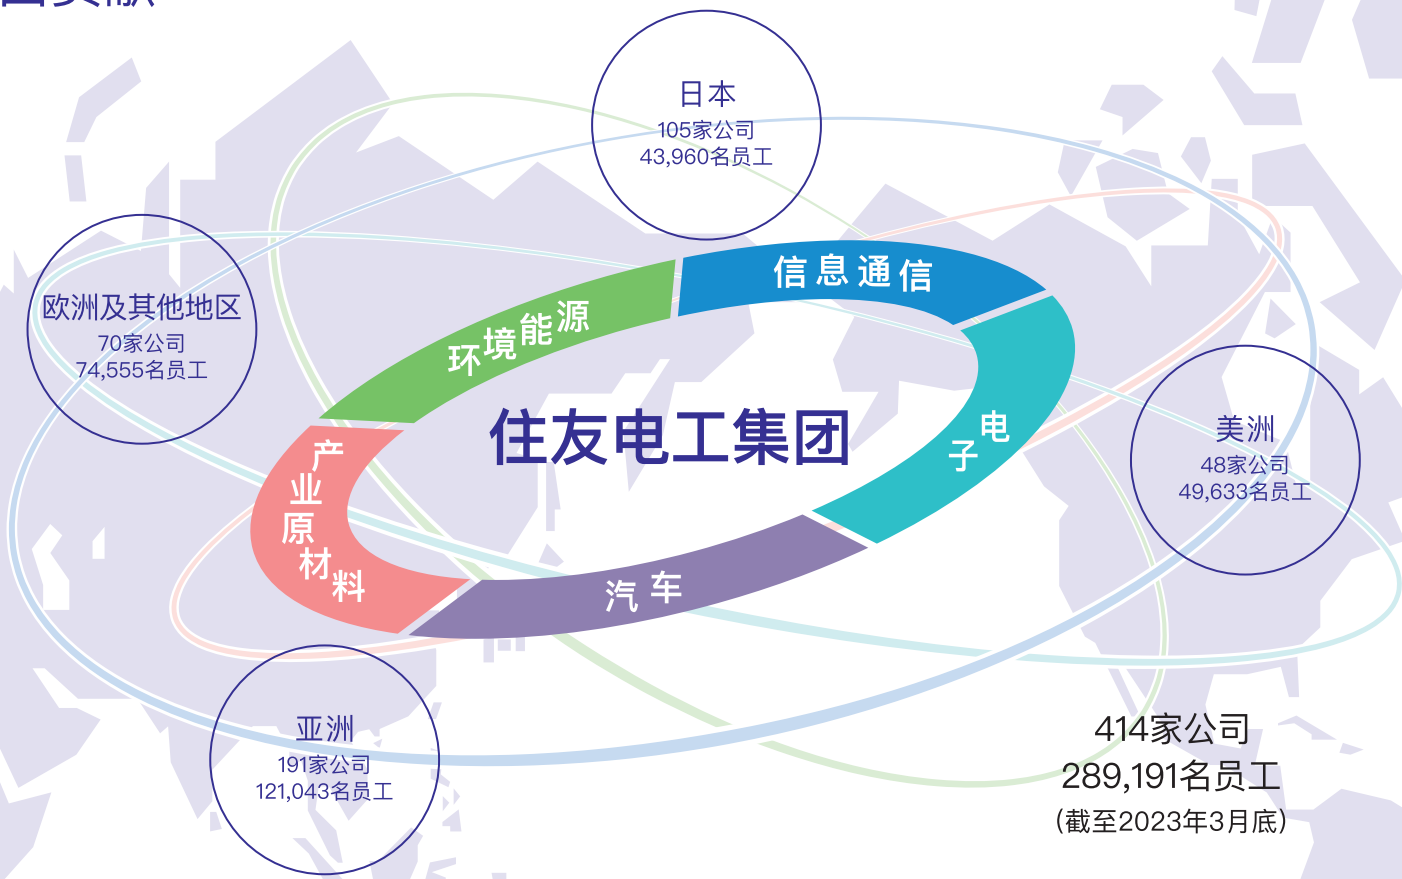 日本
105家公司
43,960名员工
欧洲及其他地区
70家公司
74,555名员工
信息通信
环境能源
住友电工集团
电子
美洲
48家公司
49,633名员工
产业原材料
汽车
亚洲
191家公司
121,043名员工
414家公司
289,191名员工
(截至2023年3月底)